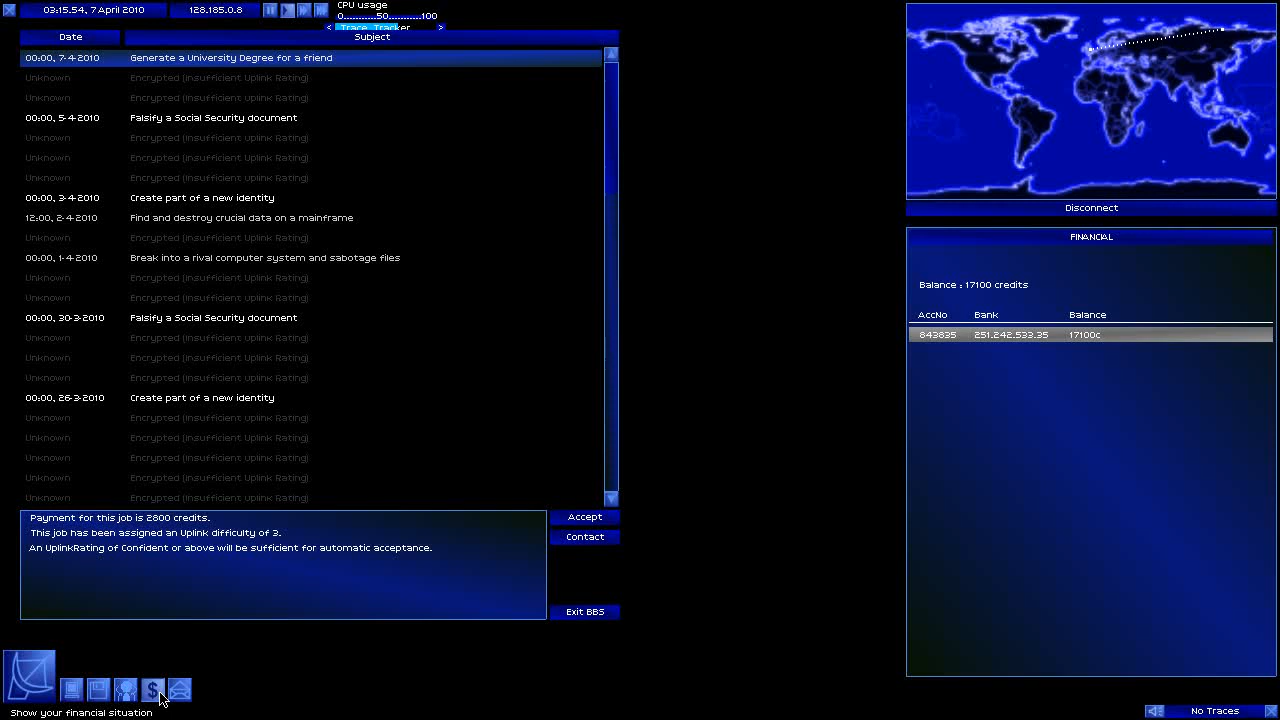 03:15.54, 7 April 2010
128.185.0.8
CPU usage
0...........50...........100
< Trace_Tracker >
Date
Subject
00:00, 7-4-2010 Generate a University Degree for a friend
Unknown Encrypted (Insufficient Uplink Rating)
Unknown Encrypted (Insufficient Uplink Rating)
00:00, 5-4-2010 Falsify a Social Security document
Unknown Encrypted (Insufficient Uplink Rating)
Unknown Encrypted (Insufficient Uplink Rating)
Unknown Encrypted (Insufficient Uplink Rating)
00:00, 3-4-2010 Create part of a new identity
12:00, 2-4-2010 Find and destroy crucial data on a mainframe
Unknown Encrypted (Insufficient Uplink Rating)
00:00, 1-4-2010 Break into a rival computer system and sabotage files
Unknown Encrypted (Insufficient Uplink Rating)
Unknown Encrypted (Insufficient Uplink Rating)
00:00, 30-3-2010 Falsify a Social Security document
Unknown Encrypted (Insufficient Uplink Rating)
Unknown Encrypted (Insufficient Uplink Rating)
Unknown Encrypted (Insufficient Uplink Rating)
00:00, 26-3-2010 Create part of a new identity
Unknown Encrypted (Insufficient Uplink Rating)
Unknown Encrypted (Insufficient Uplink Rating)
Unknown Encrypted (Insufficient Uplink Rating)
Unknown Encrypted (Insufficient Uplink Rating)
Unknown Encrypted (Insufficient Uplink Rating)
Payment for this job is 2800 credits.
This job has been assigned an Uplink difficulty of 3.
An UplinkRating of Confident or above will be sufficient for automatic acceptance.
Accept
Contact
Exit BBS
Disconnect
FINANCIAL
Balance : 17100 credits
AccNo Bank Balance
643835 251.242.533.35 17100c
$
Show your financial situation
No Traces